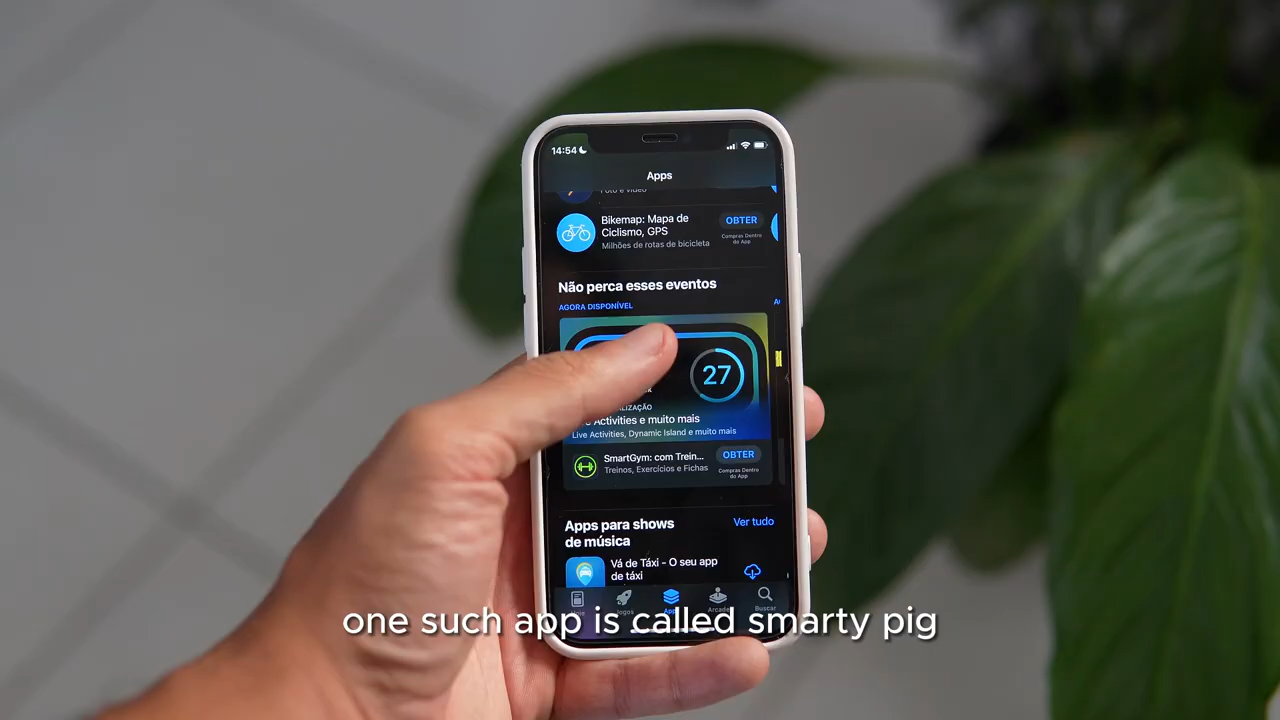 14:54
Apps
Foto e vídeo
Bikemap: Mapa de
Ciclismo, GPS
Milhões de rotas de bicicleta
OBTER
Compras Dentro
do App
Não perca esses eventos
AGORA DISPONÍVEL
27
Activities e muito mais
Live Activities, Dynamic Island e muito mais
SmartGym: com Trein...
Treinos, Exercícios e Fichas
OBTER
Compras Dentro
do App
Apps para shows
de música
Ver tudo
Vá de Táxi - O seu app
de táxi
Arcade
Buscar
one such app is called smarty pig